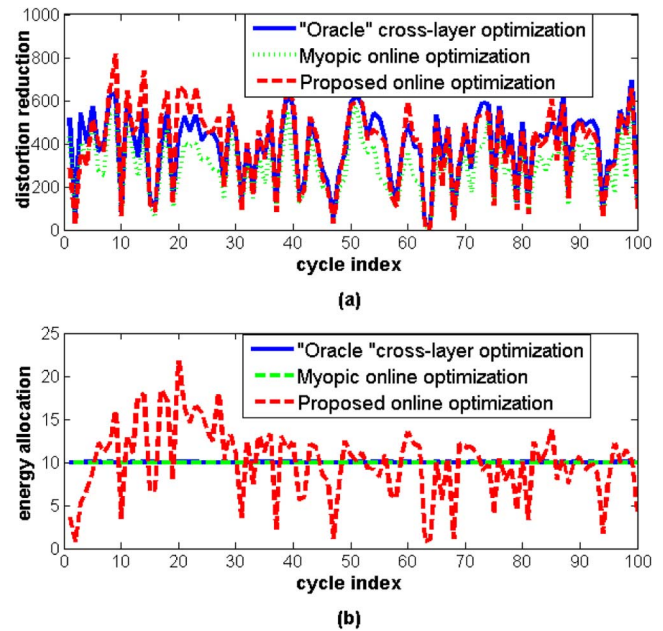 1000
800
600
400
200
0
distortion reduction
"Oracle" cross-layer optimization
Myopic online optimization
Proposed online optimization
0 10 20 30 40 50 60 70 80 90 100
cycle index
(a)
25
20
15
10
5
0
energy allocation
"Oracle "cross-layer optimization
Myopic online optimization
Proposed online optimization
0 10 20 30 40 50 60 70 80 90 100
cycle index
(b)